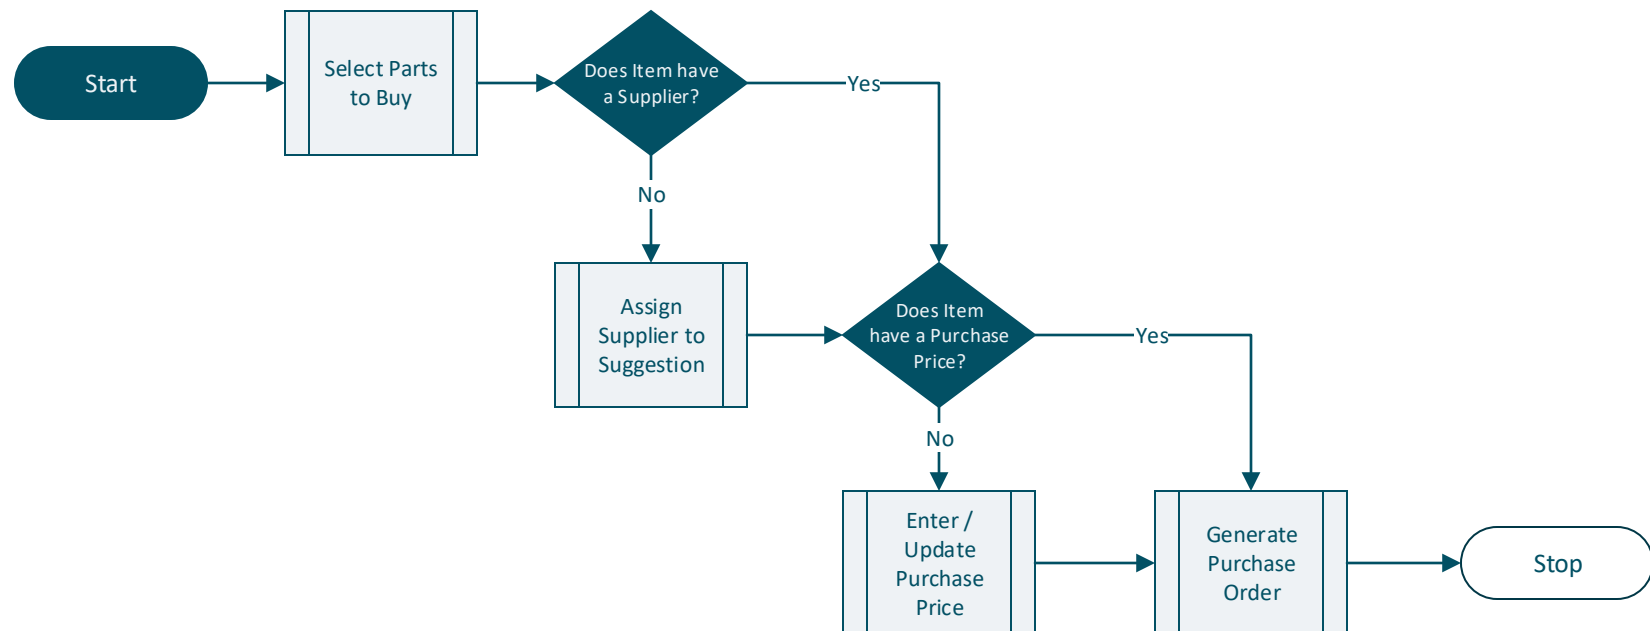 Start
Select Parts
to Buy
Does Item have
a Supplier?
Yes
No
Assign
Supplier to
Suggestion
Does Item
have a Purchase
Price?
Yes
No
Enter /
Update
Purchase
Price
Generate
Purchase
Order
Stop